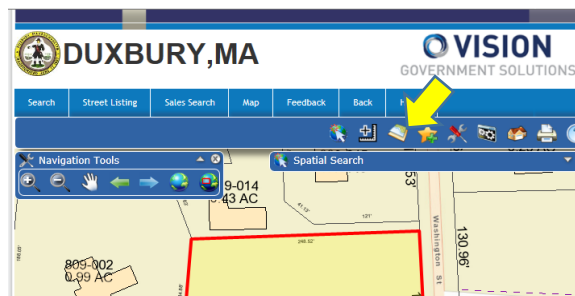 DUXBURY,MA
VISION
GOVERNMENT SOLUTIONS
Search Street Listing Sales Search Map Feedback Back
Navigation Tools
Spatial Search
9-014
43 AC
53'
121'
248.52'
Washington St
130.96'
809-002
0.99 AC